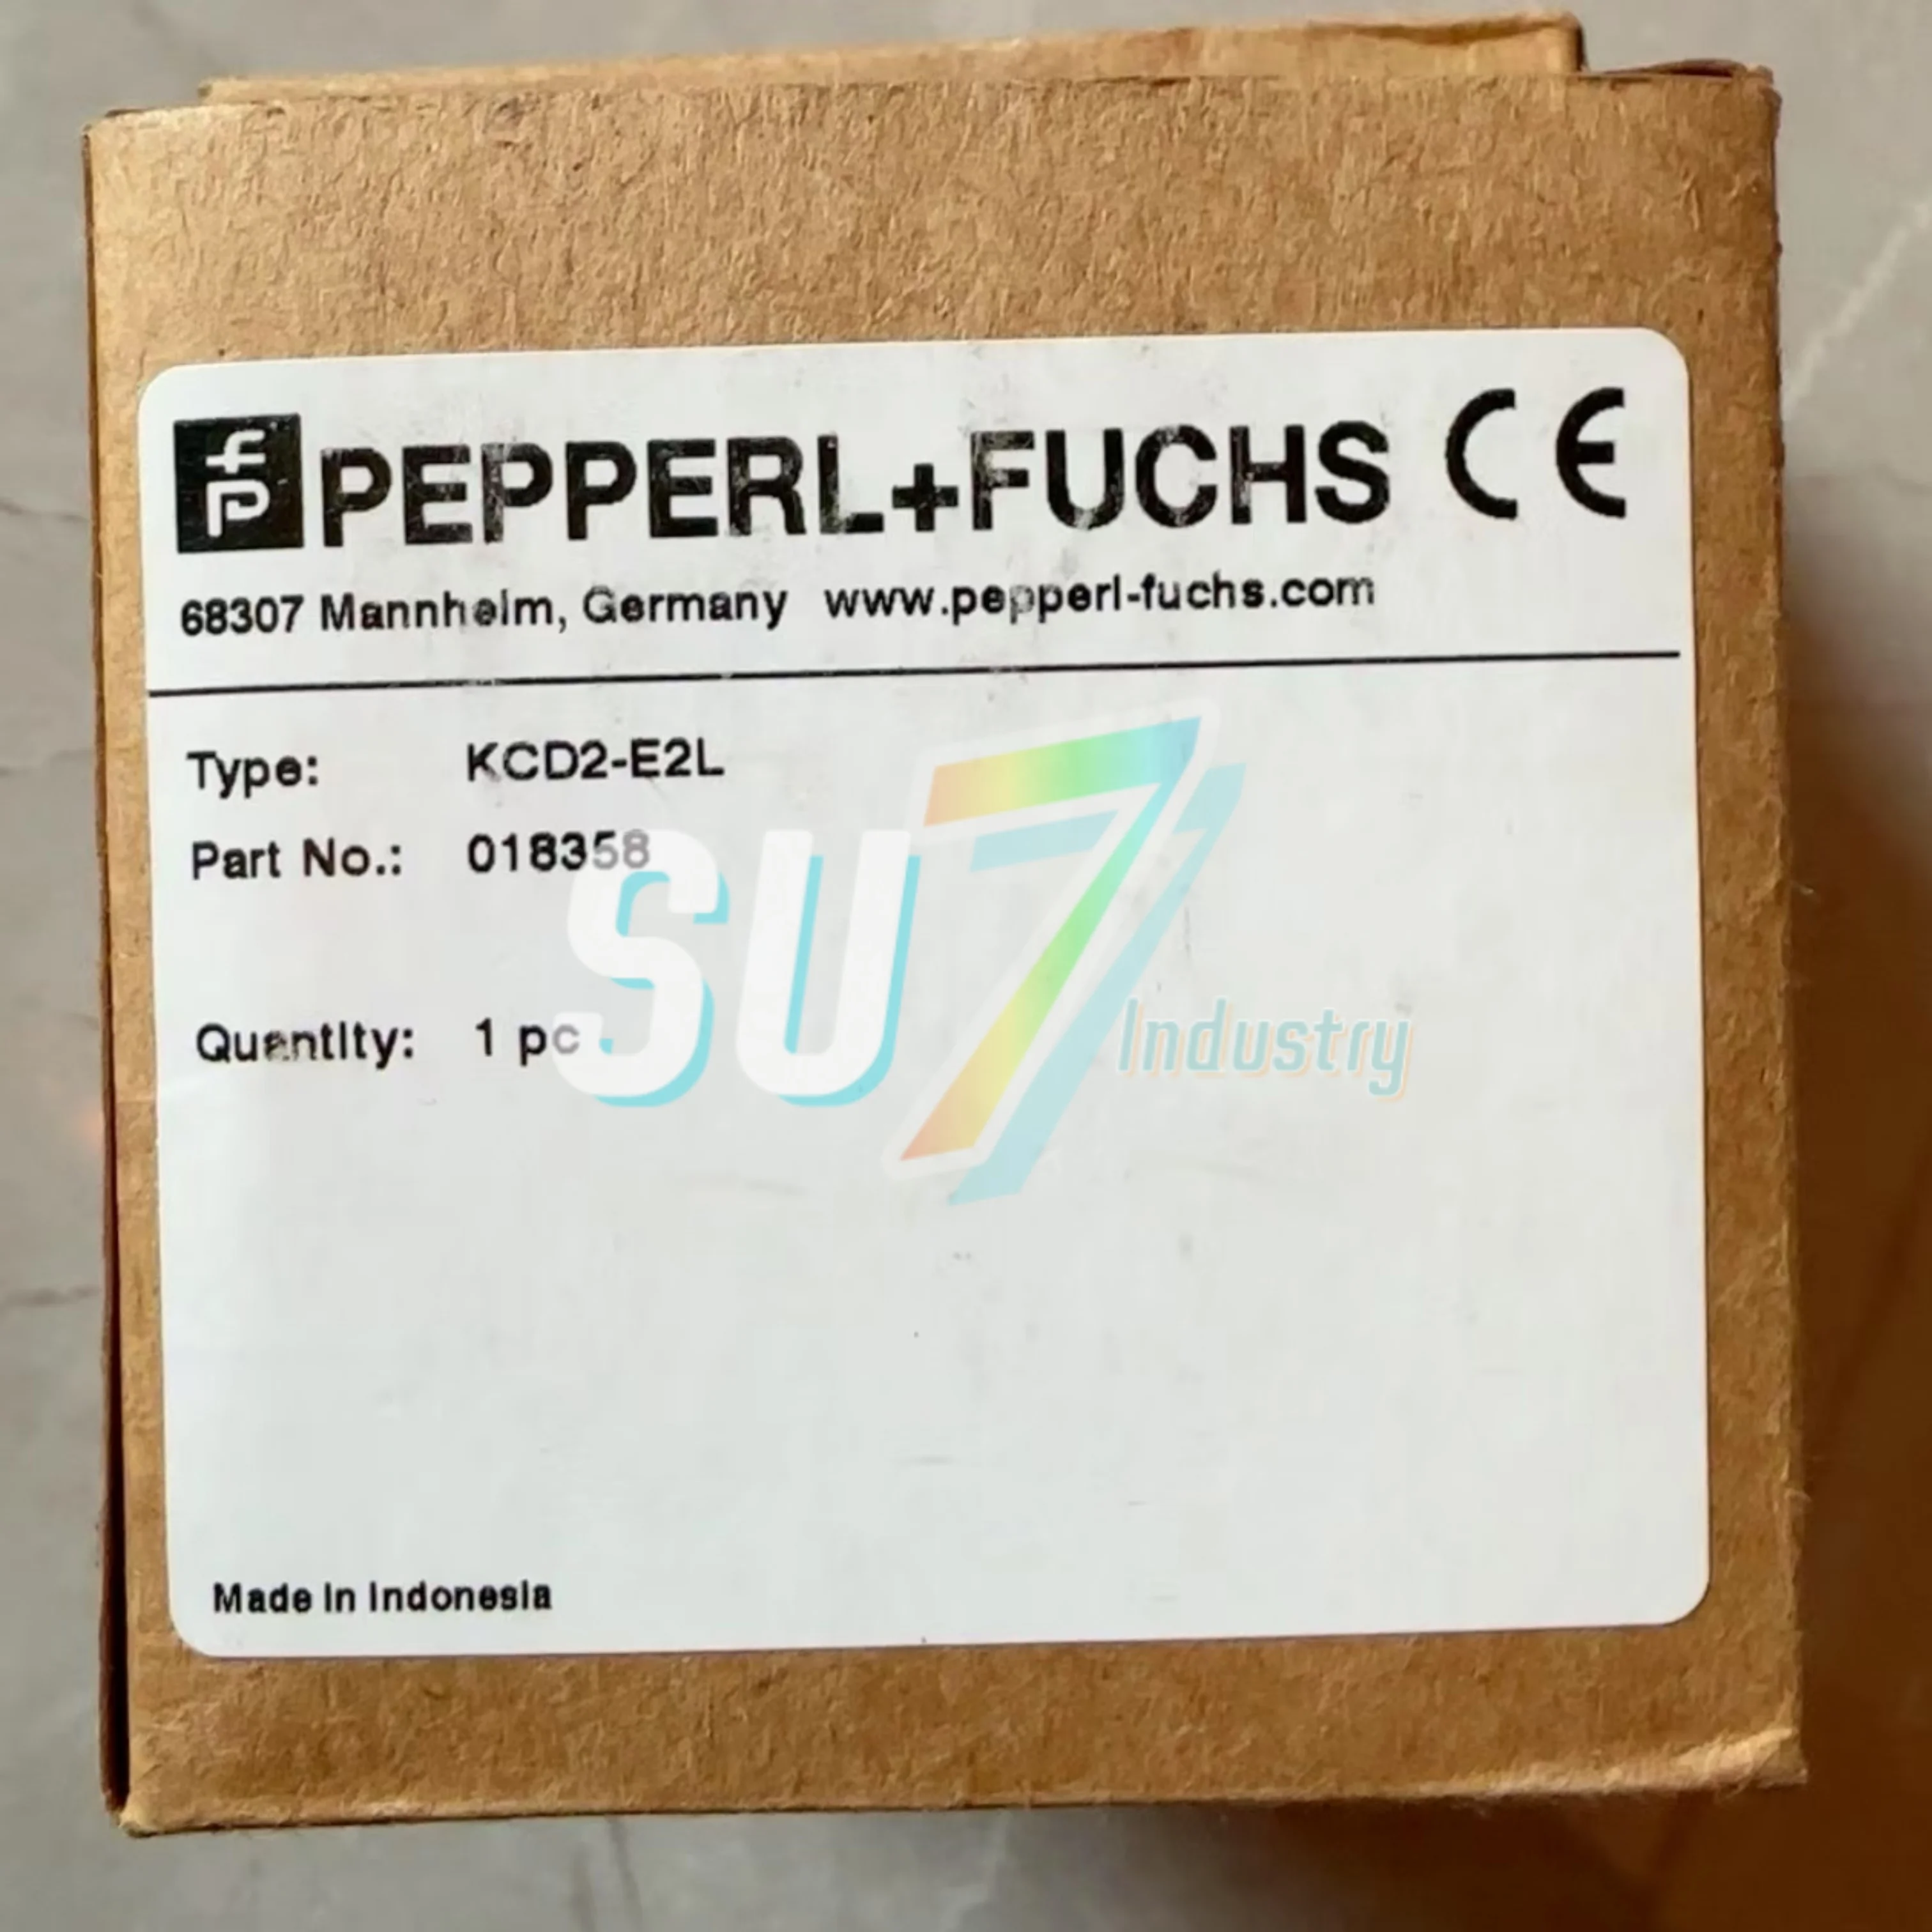 fp PEPPERL+FUCHS CE
68307 Mannheim, Germany www.pepperl-fuchs.com
Type: KCD2-E2L
Part No.: 018358
SU7 Industry
Quantity: 1 pc
Made in Indonesia